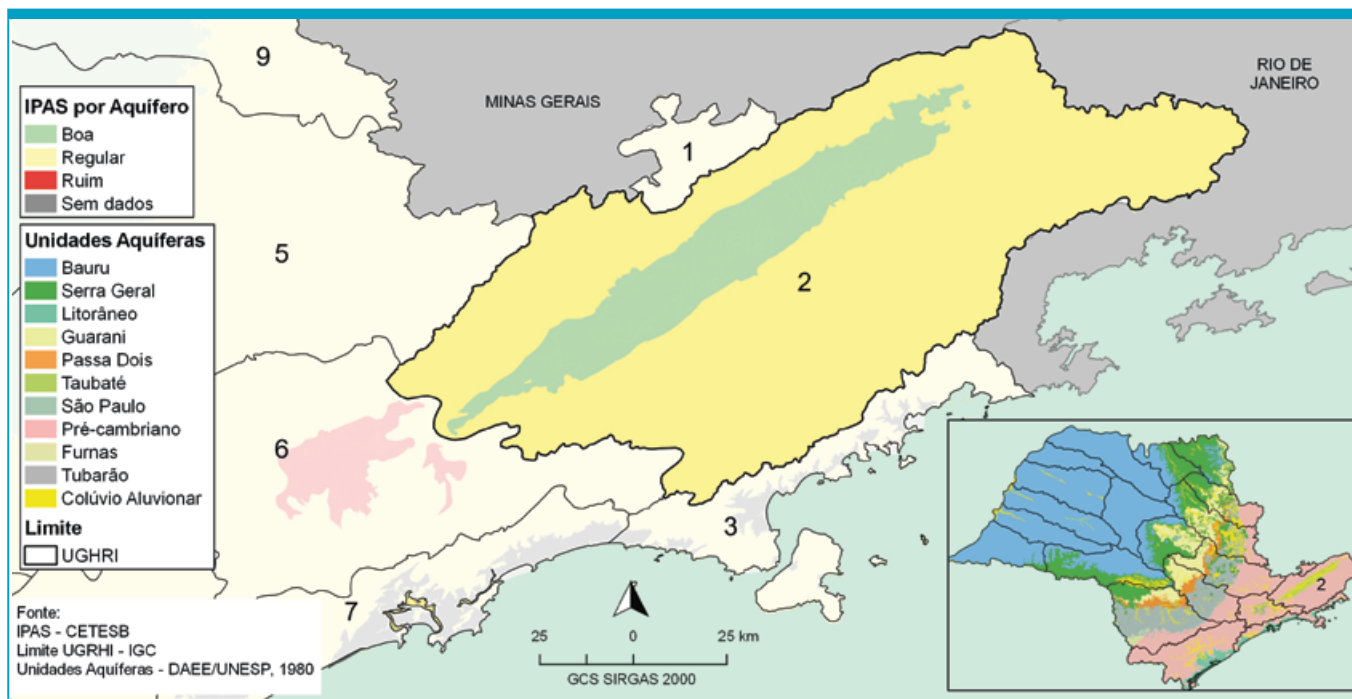 9
MINAS GERAIS
RIO DE
JANEIRO
IPAS por Aquífero
Boa
Regular
Ruim
Sem dados
1
5
2
Unidades Aquíferas
Bauru
Serra Geral
Litorâneo
Guarani
Passa Dois
Taubaté
São Paulo
Pré-cambriano
Furnas
Tubarão
Colúvio Aluvionar
Limite
UGHRI
6
3
7
2
Fonte:
IPAS - CETESB
Limite UGRHI - IGC
Unidades Aquíferas - DAEE/UNESP, 1980
25 0 25 km
GCS SIRGAS 2000